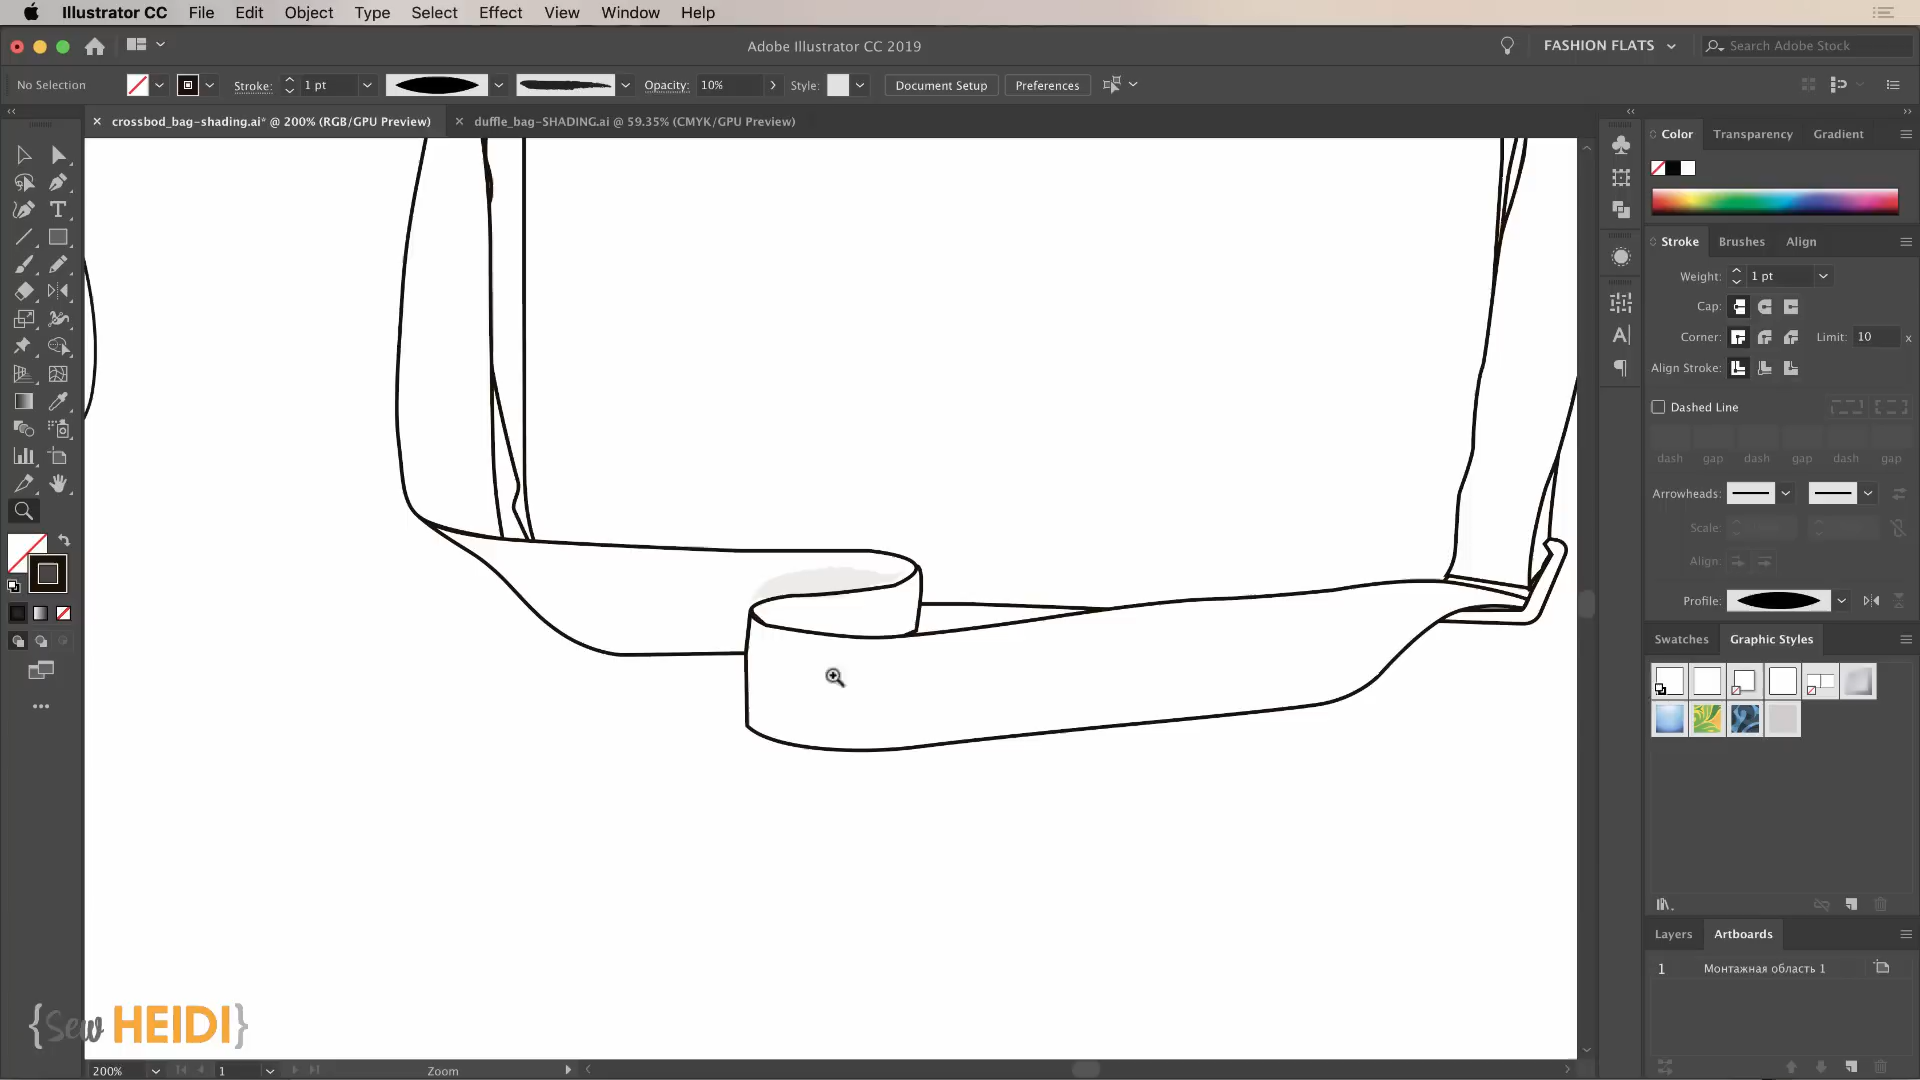 Illustrator CC File Edit Object Type Select Effect View Window Help
Adobe Illustrator CC 2019
FASHION FLATS
Search Adobe Stock
No Selection
Stroke: 1 pt
Opacity: 10%
Style:
Document Setup
Preferences
crossbod_bag-shading.ai* @ 200% (RGB/GPU Preview)
duffle_bag-SHADING.ai @ 59.35% (CMYK/GPU Preview)
Color Transparency Gradient
Stroke Brushes Align
Weight: 1 pt
Cap:
Corner: Limit: 10 x
Align Stroke:
Dashed Line
dash gap dash gap dash gap
Arrowheads:
Scale:
Align:
Profile:
Swatches Graphic Styles
Layers Artboards
1 Монтажная область 1
{Sew HEIDI}
200% 1 Zoom